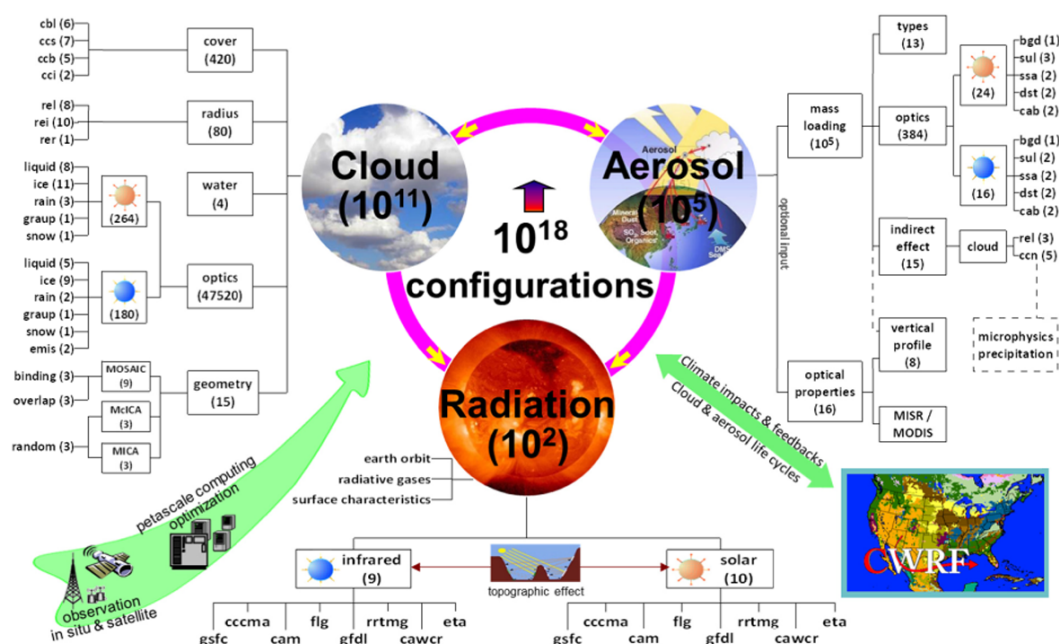 cbl (6)
ccs (7)
ccb (5)
cci (2)
cover
(420)
rel (8)
rei (10)
rer (1)
radius
(80)
water
(4)
liquid (8)
ice (11)
rain (3)
graup (1)
snow (1)
(264)
liquid (5)
ice (9)
rain (2)
graup (1)
snow (1)
emis (2)
(180)
optics
(47520)
binding (3)
overlap (3)
MOSAIC
(9)
random (3)
McICA
(3)
MICA
(3)
geometry
(15)
Cloud
(10¹¹)
Aerosol
Aerosol
(10⁵)
Mineral
Dust
SO₂, Soot,
Organics
DMS
Sea
10¹⁸
configurations
Radiation
(10²)
earth orbit
radiative gases
surface characteristics
infrared
(9)
topographic effect
solar
(10)
cccma
flg
rrtmg
eta
gsfc
cam
gfdl
cawcr
cccma
flg
rrtmg
eta
gsfc
cam
gfdl
cawcr
optional input
mass
loading
(10⁵)
types
(13)
optics
(384)
(24)
bgd (1)
sul (3)
ssa (2)
dst (2)
cab (2)
(16)
bgd (1)
sul (2)
ssa (2)
dst (2)
cab (2)
indirect
effect
(15)
cloud
rel (3)
ccn (5)
microphysics
precipitation
optical
properties
(16)
vertical
profile
(8)
MISR /
MODIS
Climate impacts & feedbacks
Cloud & aerosol life cycles
CWRF
petascale computing
optimization
observation
in situ & satellite